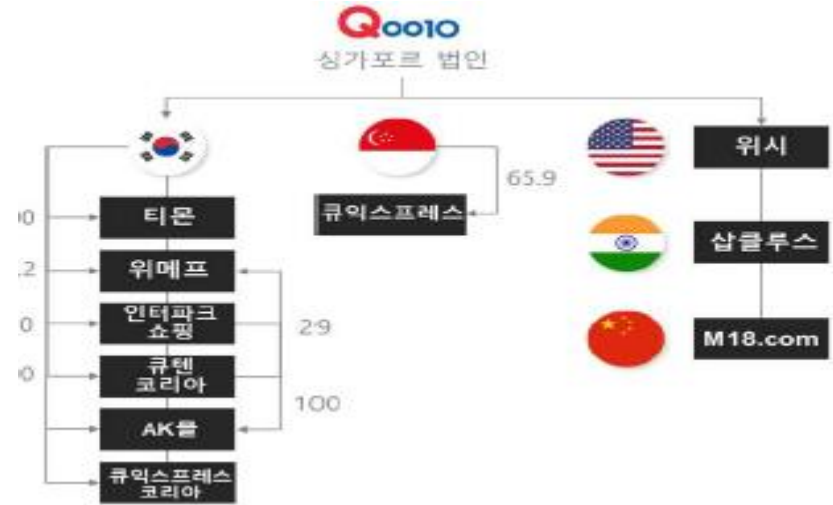 Qoo10
싱가포르 법인
티몬
위메프
인터파크
쇼핑
큐텐
코리아
AK몰
큐익스프레스
코리아
2.9
100
큐익스프레스
65.9
위시
샵클루스
M18.com